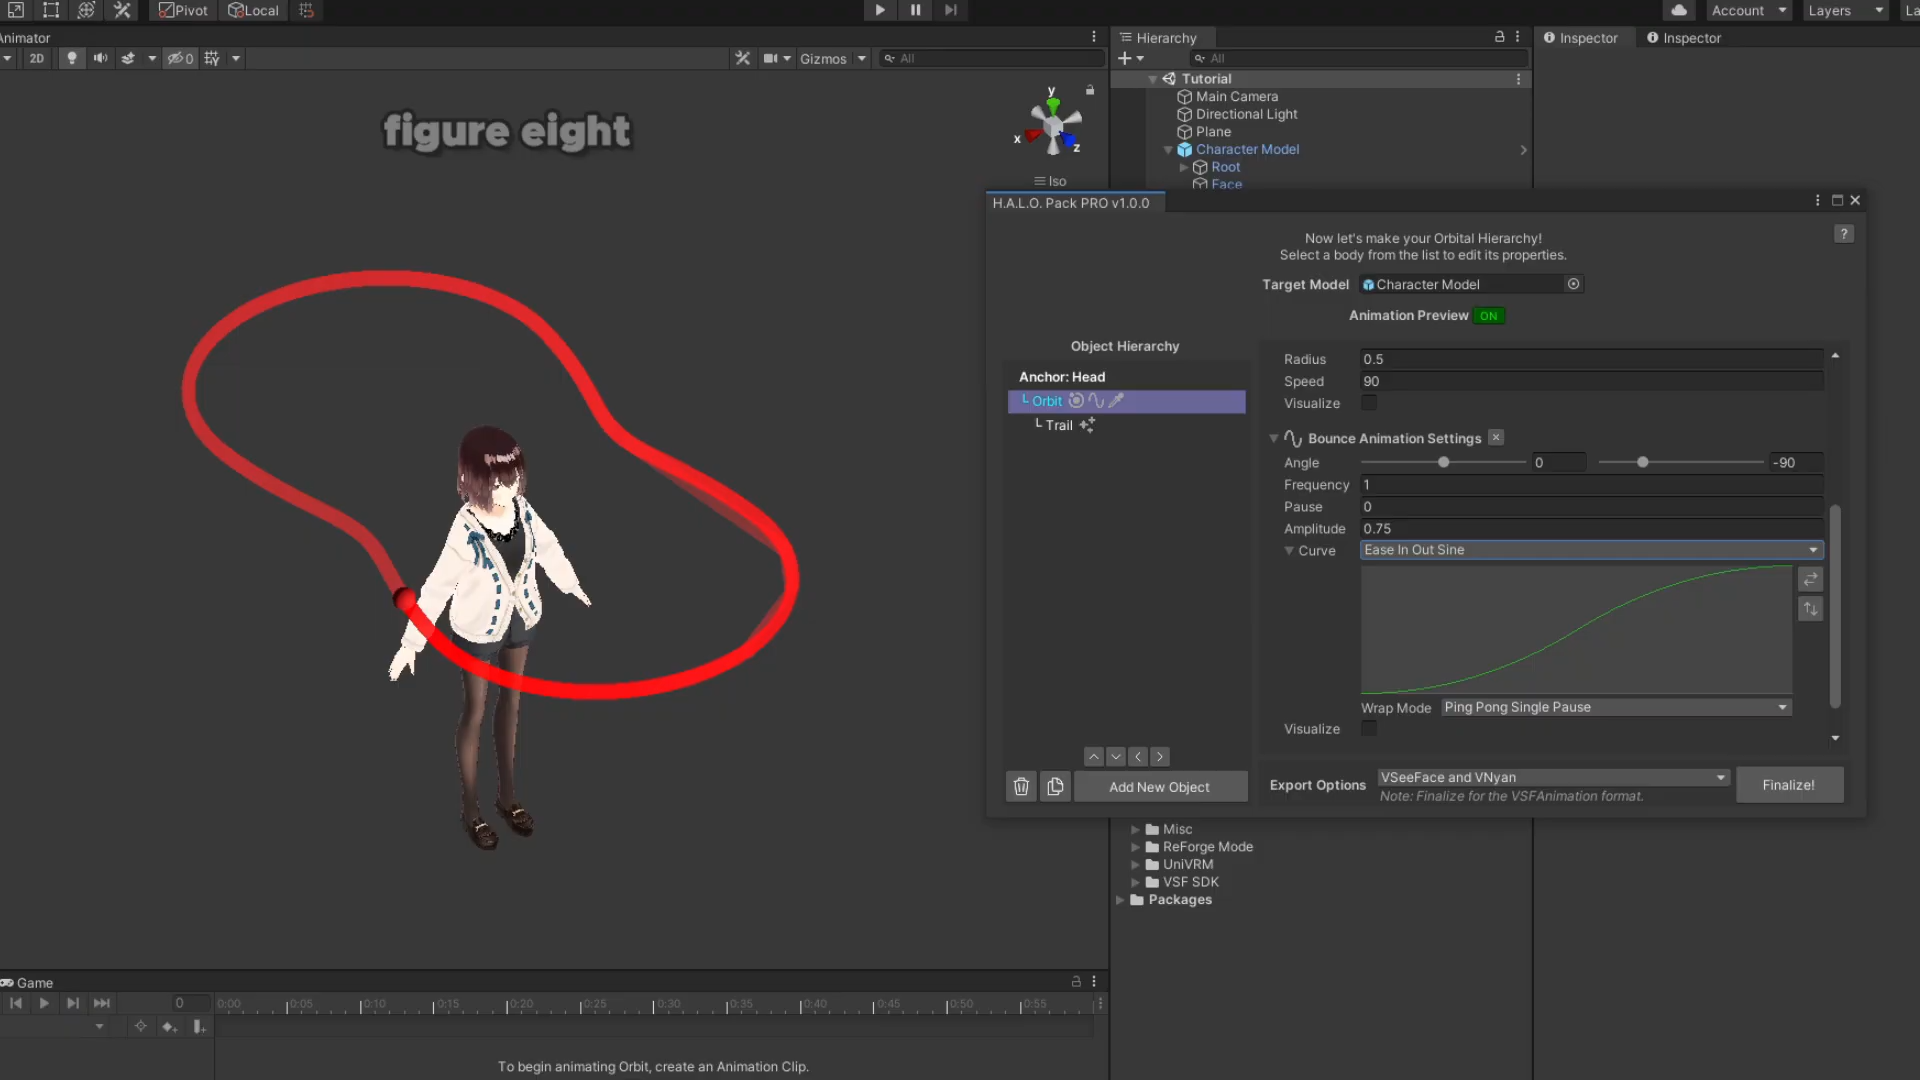 Pivot
Local
Account
Layers
La
Animator
2D
0
Gizmos
All
Hierarchy
All
Inspector
Inspector
Tutorial
Main Camera
Directional Light
Plane
Character Model
Root
Face
figure eight
y
x
z
Iso
H.A.L.O. Pack PRO v1.0.0
?
Now let's make your Orbital Hierarchy!
Select a body from the list to edit its properties.
Target Model
Character Model
Animation Preview
ON
Object Hierarchy
Anchor: Head
└ Orbit
└ Trail
Radius
0.5
Speed
90
Visualize
Bounce Animation Settings
Angle
0
-90
Frequency
1
Pause
0
Amplitude
0.75
Curve
Ease In Out Sine
Wrap Mode
Ping Pong Single Pause
Visualize
Add New Object
Export Options
VSeeFace and VNyan
Note: Finalize for the VSFAnimation format.
Finalize!
Misc
ReForge Mode
UniVRM
VSF SDK
Packages
Game
0
0:00
0:05
0:10
0:15
0:20
0:25
0:30
0:35
0:40
0:45
0:50
0:55
To begin animating Orbit, create an Animation Clip.